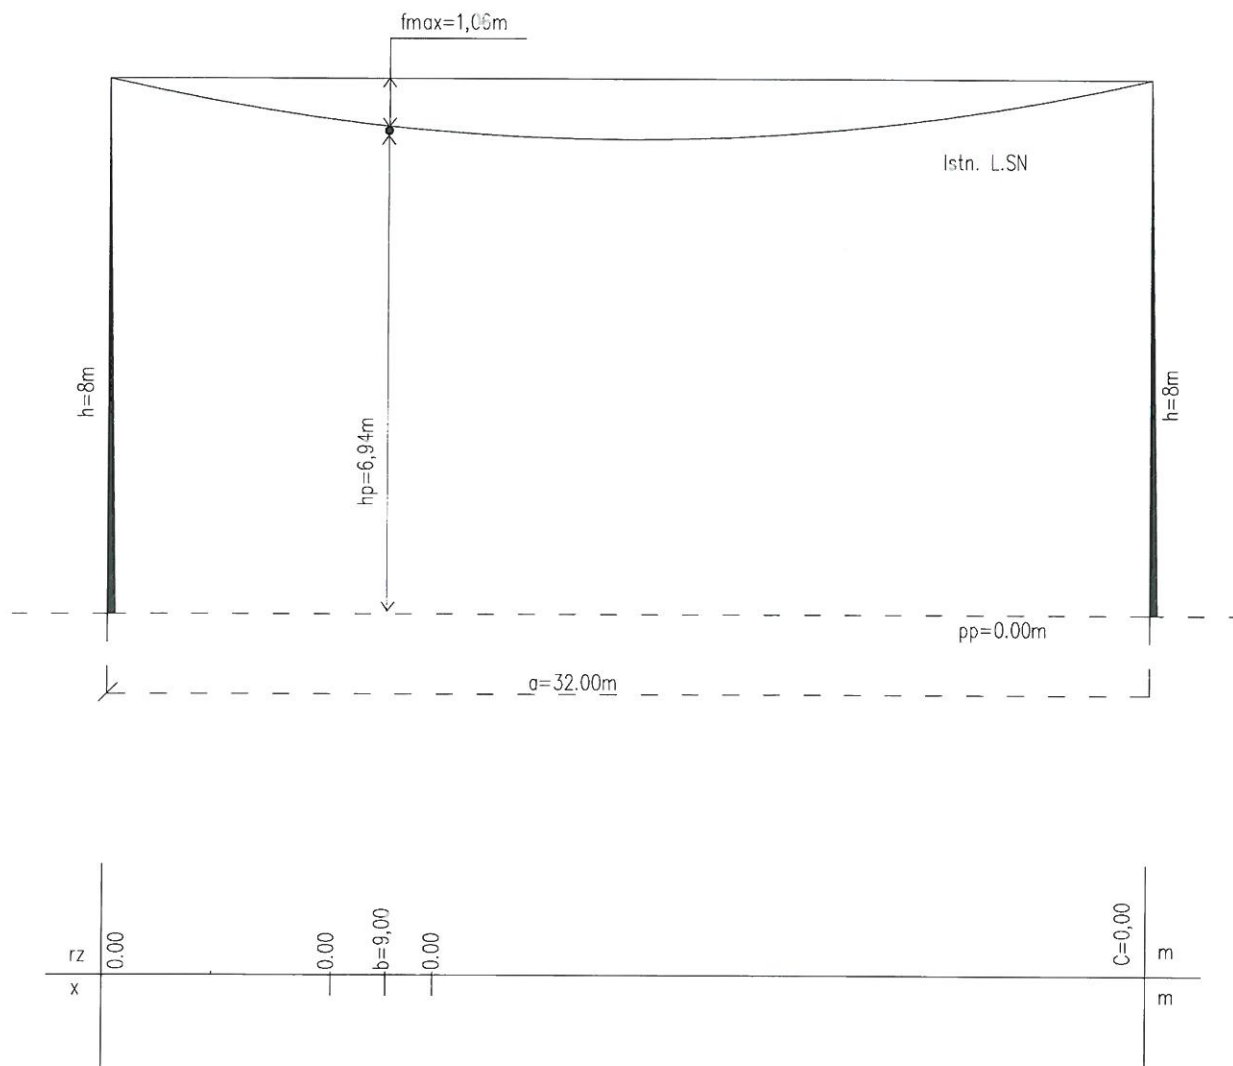 fmax=1,06m
Istn. L.SN
h=8m
h=8m
hp=6,94m
pp=0.00m
a=32.00m
rz
0.00
0.00
b=9,00
0.00
C=0,00
m
x
m